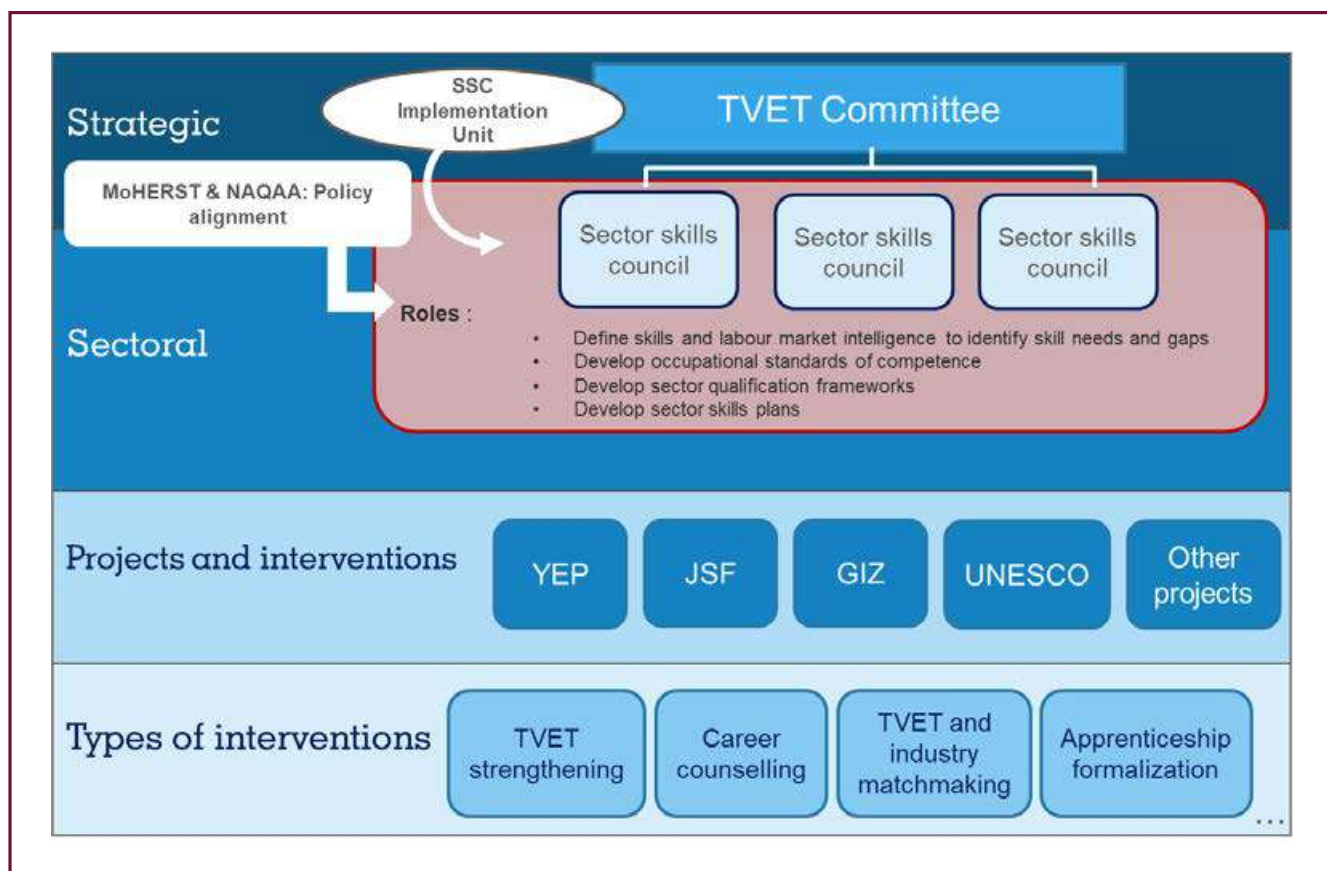 Strategic
SSC
Implementation
Unit
TVET Committee
MoHERST & NAQAA: Policy
alignment
Sector skills
council
Sector skills
council
Sector skills
council
Sectoral
Roles :
• Define skills and labour market intelligence to identify skill needs and gaps
• Develop occupational standards of competence
• Develop sector qualification frameworks
• Develop sector skills plans
Projects and interventions
YEP
JSF
GIZ
UNESCO
Other
projects
Types of interventions
TVET
strengthening
Career
counselling
TVET and
industry
matchmaking
Apprenticeship
formalization
...